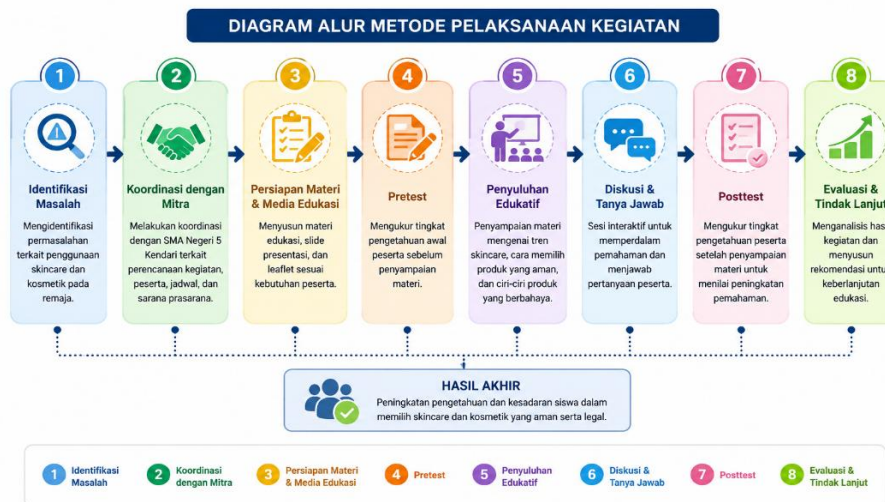 DIAGRAM ALUR METODE PELAKSANAAN KEGIATAN
1
Identifikasi
Masalah
Mengidentifikasi
permasalahan
terkait penggunaan
skincare dan
kosmetik pada
remaja.
2
Koordinasi dengan
Mitra
Melakukan koordinasi
dengan SMA Negeri 5
Kendari terkait
perencanaan kegiatan,
peserta, jadwal, dan
sarana prasarana.
3
Persiapan Materi
& Media Edukasi
Menyusun materi
edukasi, slide
presentasi, dan
leaflet sesuai
kebutuhan peserta.
4
Pretest
Mengukur tingkat
pengetahuan awal
peserta sebelum
penyampaian
materi.
5
Penyuluhan
Edukatif
Penyampaian materi
mengenai tren
skincare, cara memilih
produk yang aman,
dan ciri-ciri produk
yang berbahaya.
6
Diskusi &
Tanya Jawab
Sesi interaktif untuk
memperdalam
pemahaman dan
menjawab
pertanyaan peserta.
7
Posttest
Mengukur tingkat
pengetahuan peserta
setelah penyampaian
materi untuk
menilai peningkatan
pemahaman.
8
Evaluasi &
Tindak Lanjut
Menganalisis has
kegiatan dan
menyusun
rekomendasi untu
keberlanjutan
edukasi.
HASIL AKHIR
Peningkatan pengetahuan dan kesadaran siswa dalam
memilih skincare dan kosmetik yang aman serta legal.
1 Identifikasi
Masalah
2 Koordinasi
dengan Mitra
3 Persiapan Materi
& Media Edukasi
4 Pretest
5 Penyuluhan
Edukatif
6 Diskusi &
Tanya Jawab
7 Posttest
8 Evaluasi &
Tindak Lanjut